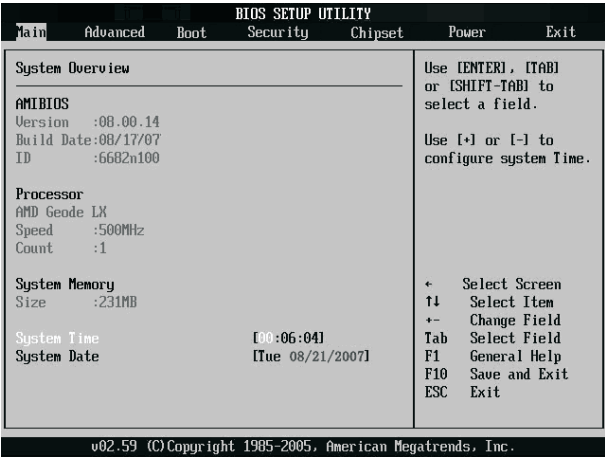 BIOS SETUP UTILITY
Main Advanced Boot Security Chipset Power Exit
System Overview
AMIBIOS
Version :08.00.14
Build Date:08/17/07
ID :6682n100
Processor
AMD Geode LX
Speed :500MHz
Count :1
System Memory
Size :231MB
System Time [00:06:04]
System Date [Tue 08/21/2007]
Use [ENTER], [TAB]
or [SHIFT-TAB] to
select a field.
Use [+] or [-] to
configure system Time.
← Select Screen
↑↓ Select Item
+- Change Field
Tab Select Field
F1 General Help
F10 Save and Exit
ESC Exit
v02.59 (C)Copyright 1985-2005, American Megatrends, Inc.